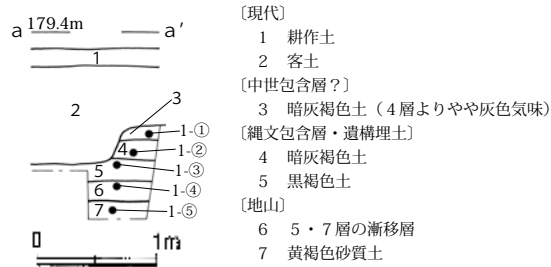 a 179.4m a′
1
2
3
4
5
6
7
1-①
1-②
1-③
1-④
1-⑤
0 1m
〔現代〕
1 耕作土
2 客土
〔中世包含層？〕
3 暗灰褐色土（４層よりやや灰色気味）
〔縄文包含層・遺構埋土〕
4 暗灰褐色土
5 黒褐色土
〔地山〕
6 ５・７層の漸移層
7 黄褐色砂質土